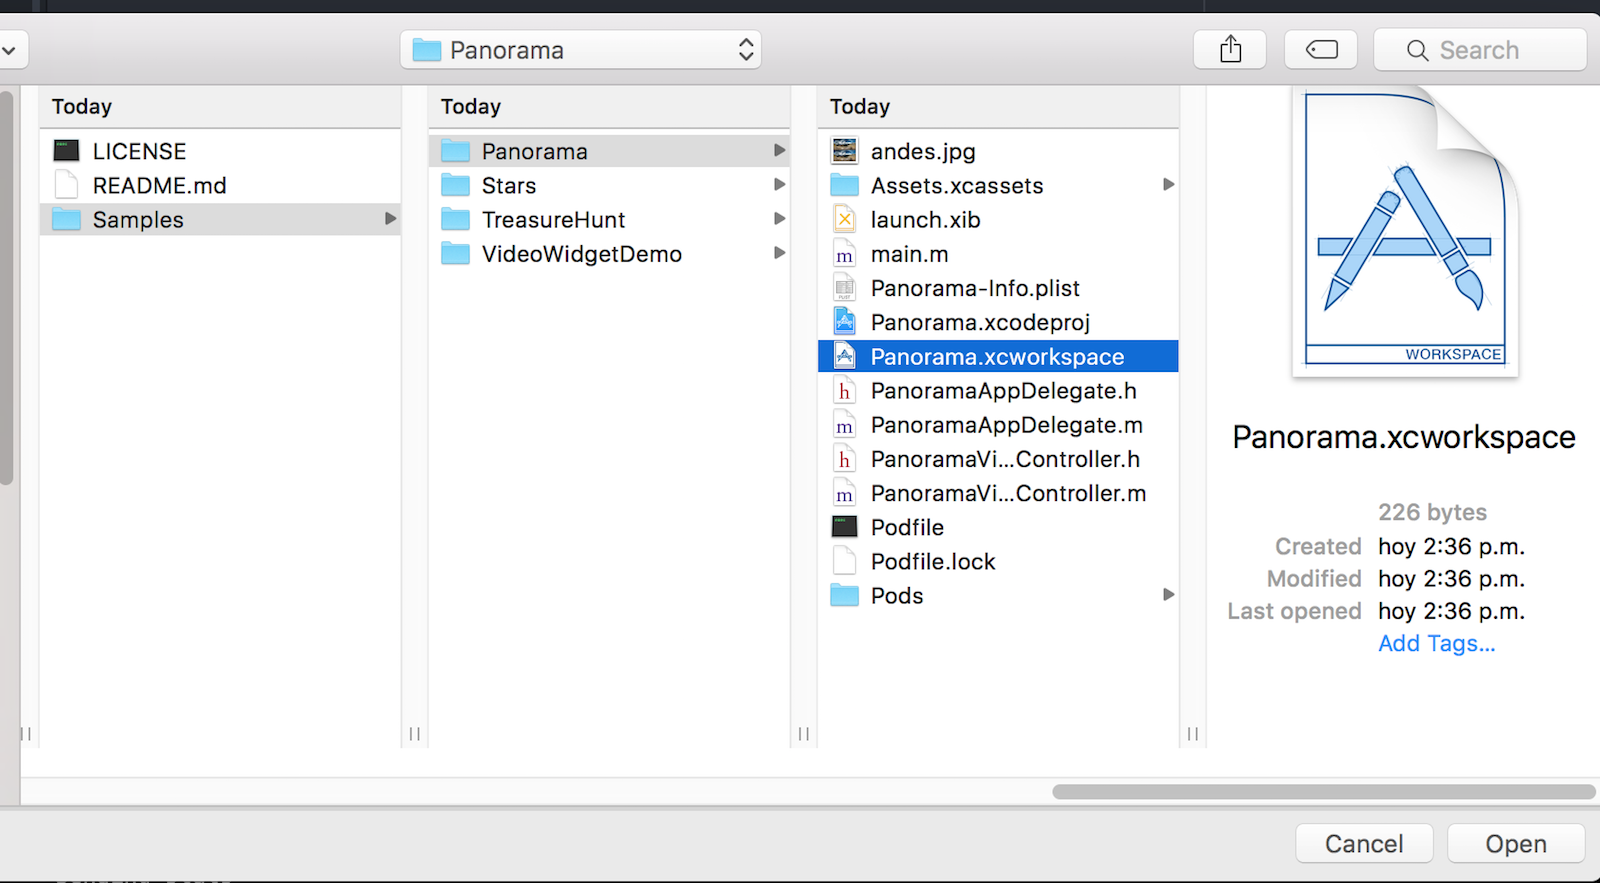 Panorama
Search
Today
LICENSE
README.md
Samples
Today
Panorama
Stars
TreasureHunt
VideoWidgetDemo
Today
andes.jpg
Assets.xcassets
launch.xib
main.m
Panorama-Info.plist
Panorama.xcodeproj
Panorama.xcworkspace
PanoramaAppDelegate.h
PanoramaAppDelegate.m
PanoramaVi...Controller.h
PanoramaVi...Controller.m
Podfile
Podfile.lock
Pods
WORKSPACE
Panorama.xcworkspace
226 bytes
Created hoy 2:36 p.m.
Modified hoy 2:36 p.m.
Last opened hoy 2:36 p.m.
Add Tags...
Cancel
Open